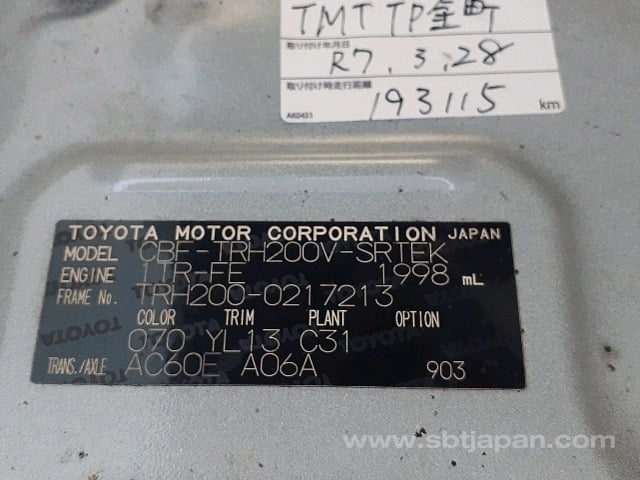 TMT TP金町
取り付け年月日
R7.3.28
取り付け時走行距離
193115 km
AK0451
TOYOTA MOTOR CORPORATION JAPAN
MODEL CBF-TRH200V-SRTEK
ENGINE 1TR-FE 1998 mL
FRAME No. TRH200-0217213
COLOR TRIM PLANT OPTION
070 YL13 C31
TRANS./AXLE AC60E A06A 903
www.sbtjapan.com